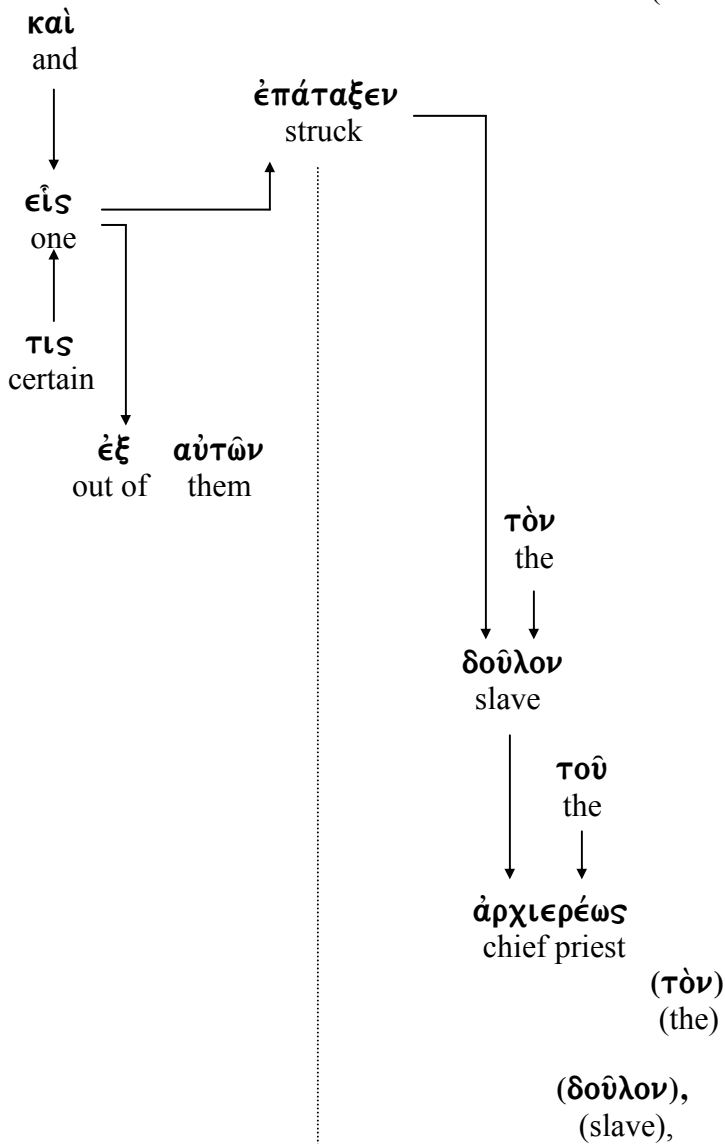 (
καὶ
and
ἐπάταξεν
struck
εἷς
one
τις
certain
ἐξ αὐτῶν
out of them
τὸν
the
δοῦλον
slave
τοῦ
the
ἀρχιερέως
chief priest
(τὸν)
(the)
(δοῦλον),
(slave),